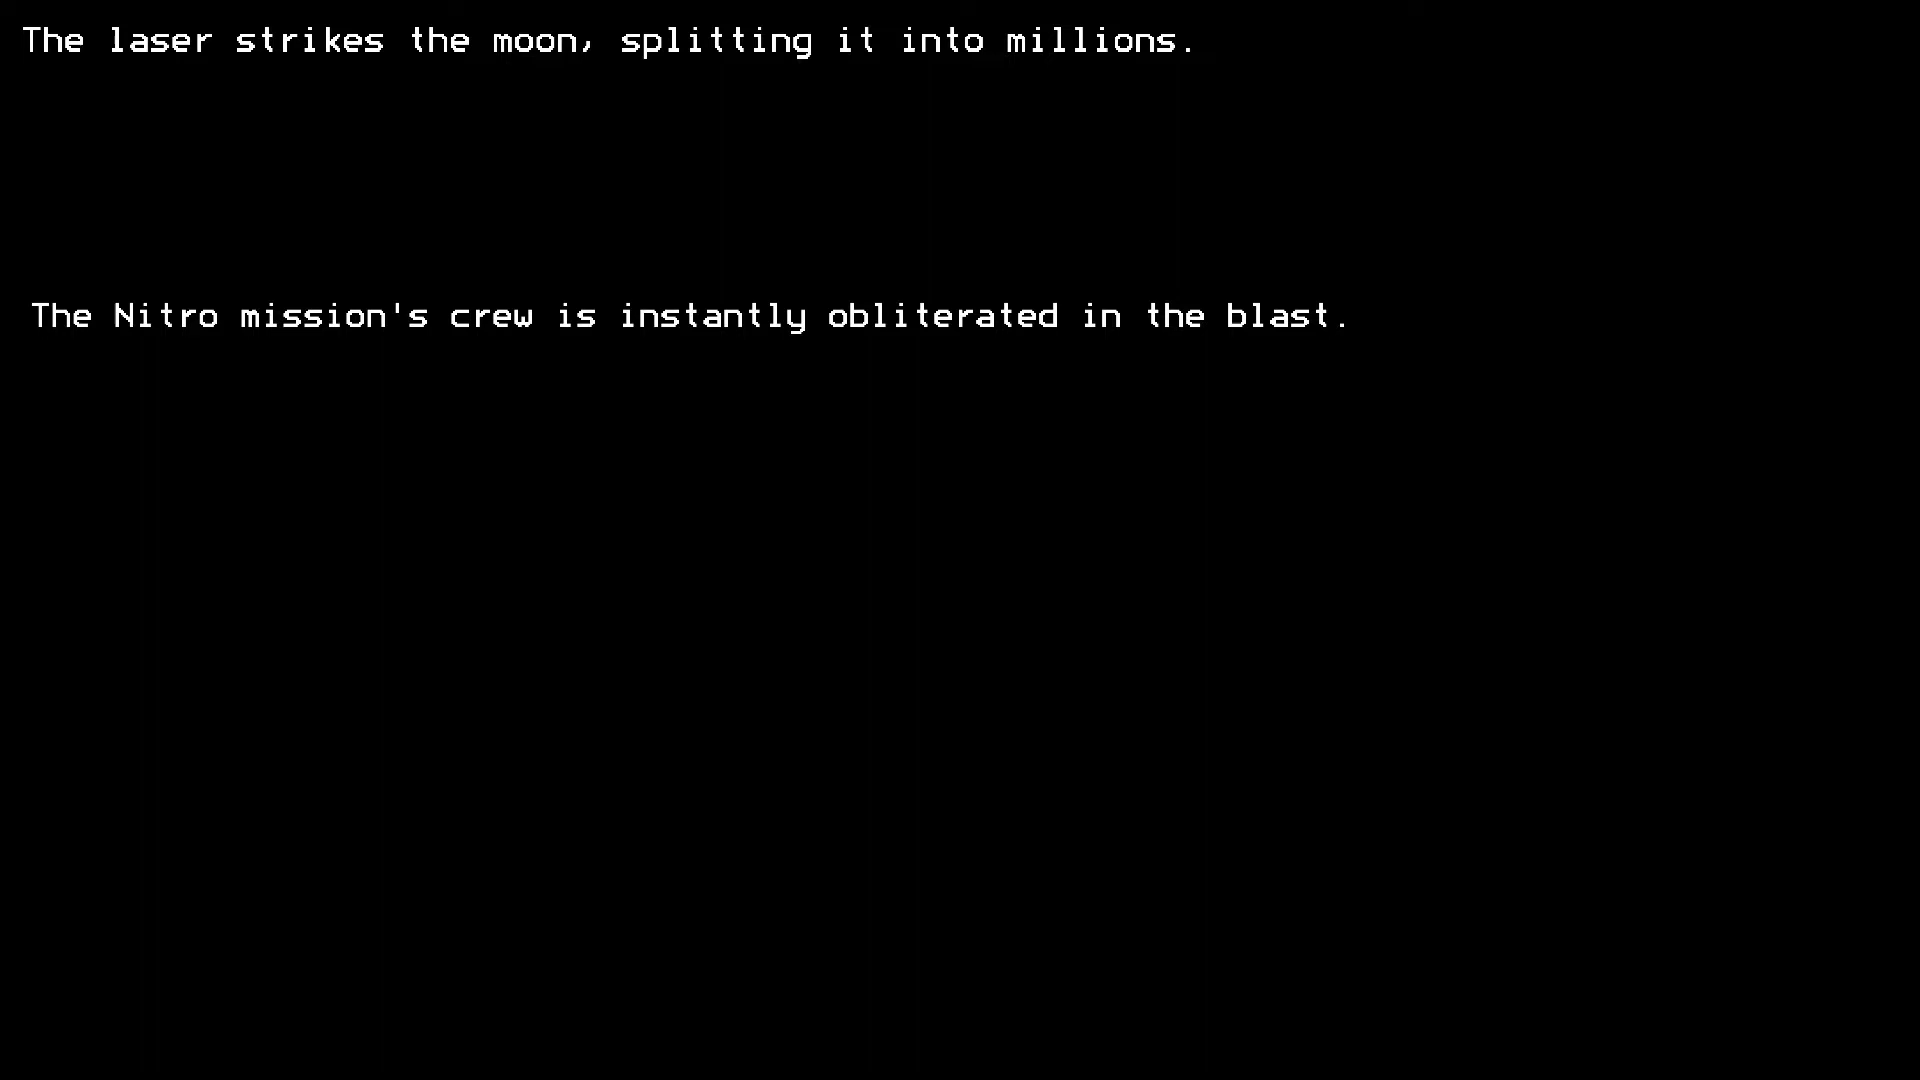 The laser strikes the moon, splitting it into millions.
The Nitro mission's crew is instantly obliterated in the blast.